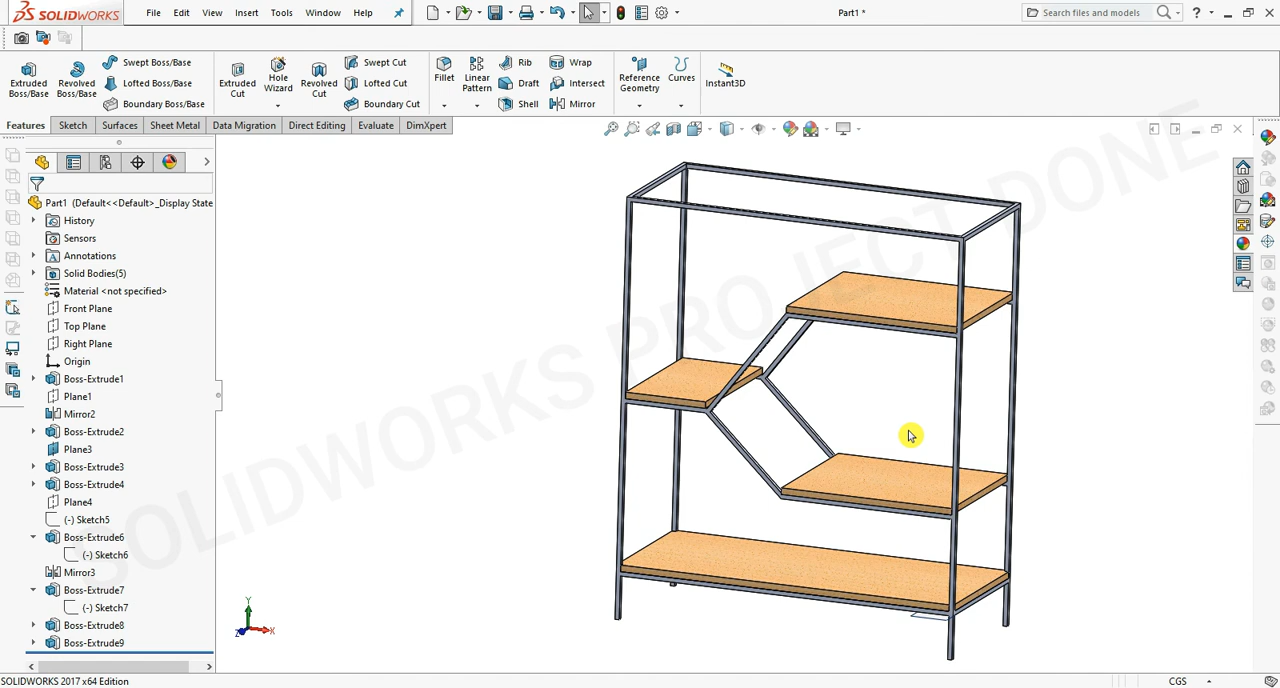 SOLIDWORKS File Edit View Insert Tools Window Help Part1 * Search files and models ?
Extruded Boss/Base
Revolved Boss/Base
Swept Boss/Base
Lofted Boss/Base
Boundary Boss/Base
Extruded Cut
Hole Wizard
Revolved Cut
Swept Cut
Lofted Cut
Boundary Cut
Fillet
Linear Pattern
Rib
Draft
Shell
Wrap
Intersect
Mirror
Reference Geometry
Curves
Instant3D
Features Sketch Surfaces Sheet Metal Data Migration Direct Editing Evaluate DimXpert
Part1 (Default<<Default>_Display State
History
Sensors
Annotations
Solid Bodies(5)
Material <not specified>
Front Plane
Top Plane
Right Plane
Origin
Boss-Extrude1
Plane1
Mirror2
Boss-Extrude2
Plane3
Boss-Extrude3
Boss-Extrude4
Plane4
(-) Sketch5
Boss-Extrude6
(-) Sketch6
Mirror3
Boss-Extrude7
(-) Sketch7
Boss-Extrude8
Boss-Extrude9
SOLIDWORKS PROJECT DONE
Y
Z X
SOLIDWORKS 2017 x64 Edition CGS